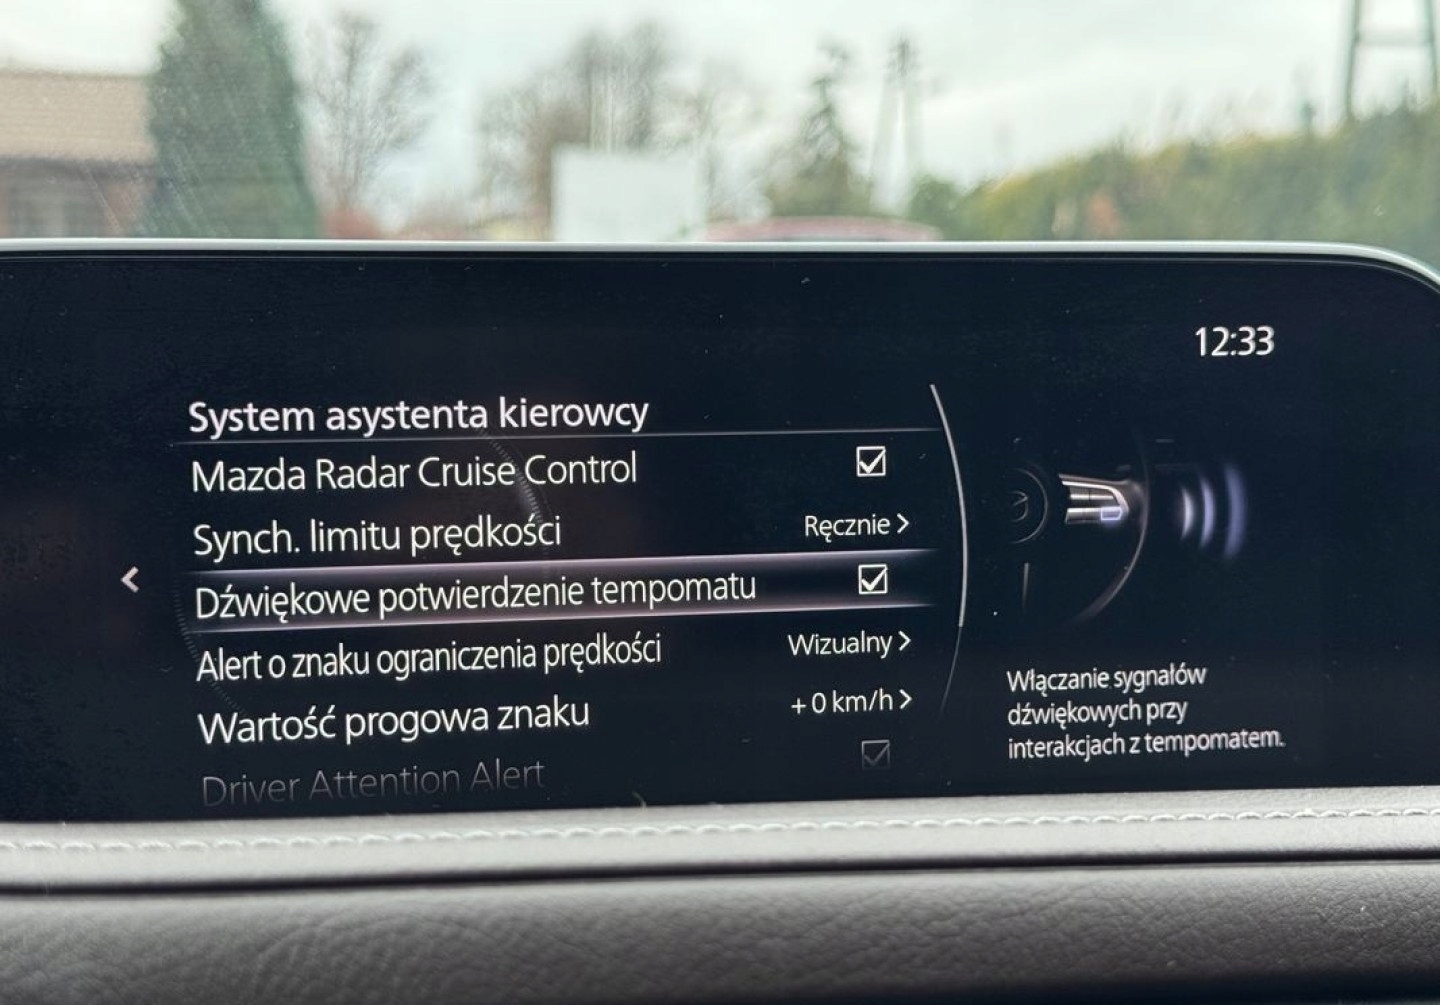 12:33
System asystenta kierowcy
Mazda Radar Cruise Control
Synch. limitu prędkości Ręcznie >
Dźwiękowe potwierdzenie tempomatu
Alert o znaku ograniczenia prędkości Wizualny >
Wartość progowa znaku + 0 km/h >
Driver Attention Alert
Włączanie sygnałów
dźwiękowych przy
interakcjach z tempomatem.